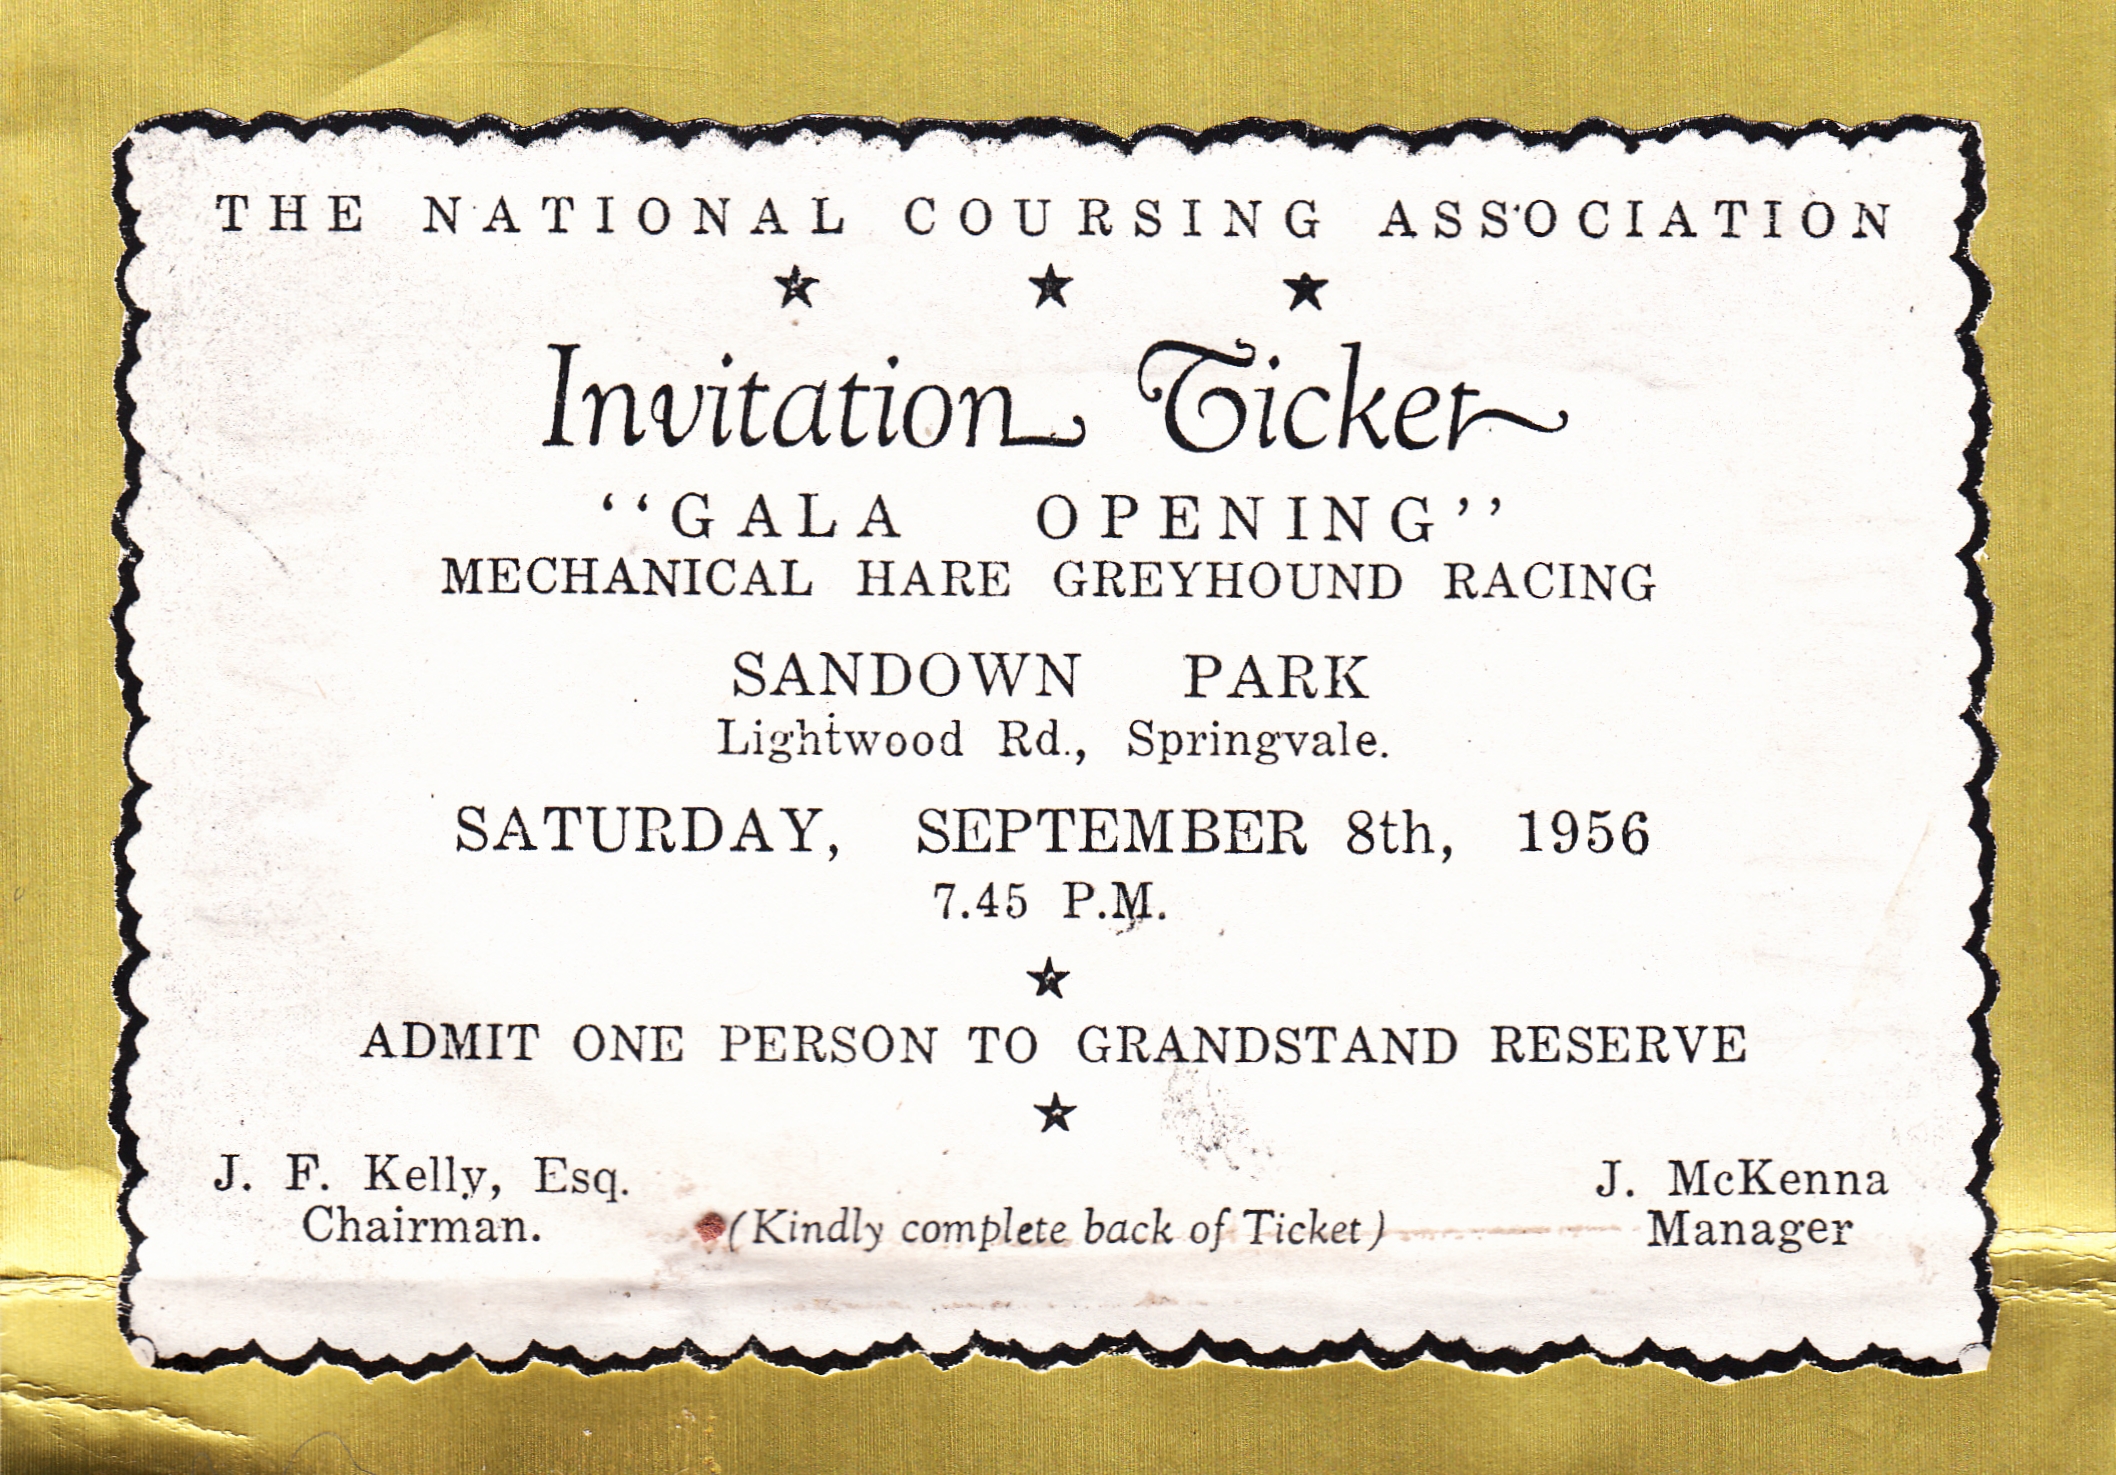 THE NATIONAL COURSING ASSOCIATION
Invitation Ticket
“GALA OPENING”
MECHANICAL HARE GREYHOUND RACING
SANDOWN PARK
Lightwood Rd., Springvale.
SATURDAY, SEPTEMBER 8th, 1956
7.45 P.M.
ADMIT ONE PERSON TO GRANDSTAND RESERVE
J. F. Kelly, Esq.
Chairman.
(Kindly complete back of Ticket)
J. McKenna
Manager